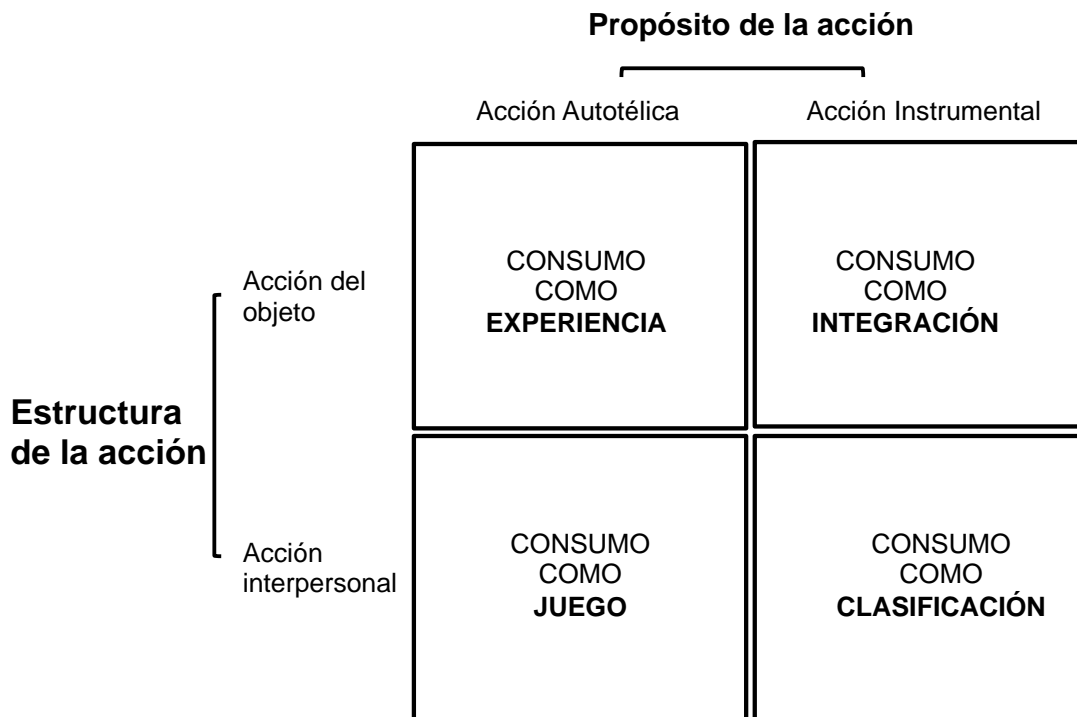 Propósito de la acción
Acción Autotélica
Acción Instrumental
CONSUMO
COMO
EXPERIENCIA
CONSUMO
COMO
INTEGRACIÓN
Acción del
objeto
Estructura
de la acción
Acción
interpersonal
CONSUMO
COMO
JUEGO
CONSUMO
COMO
CLASIFICACIÓN